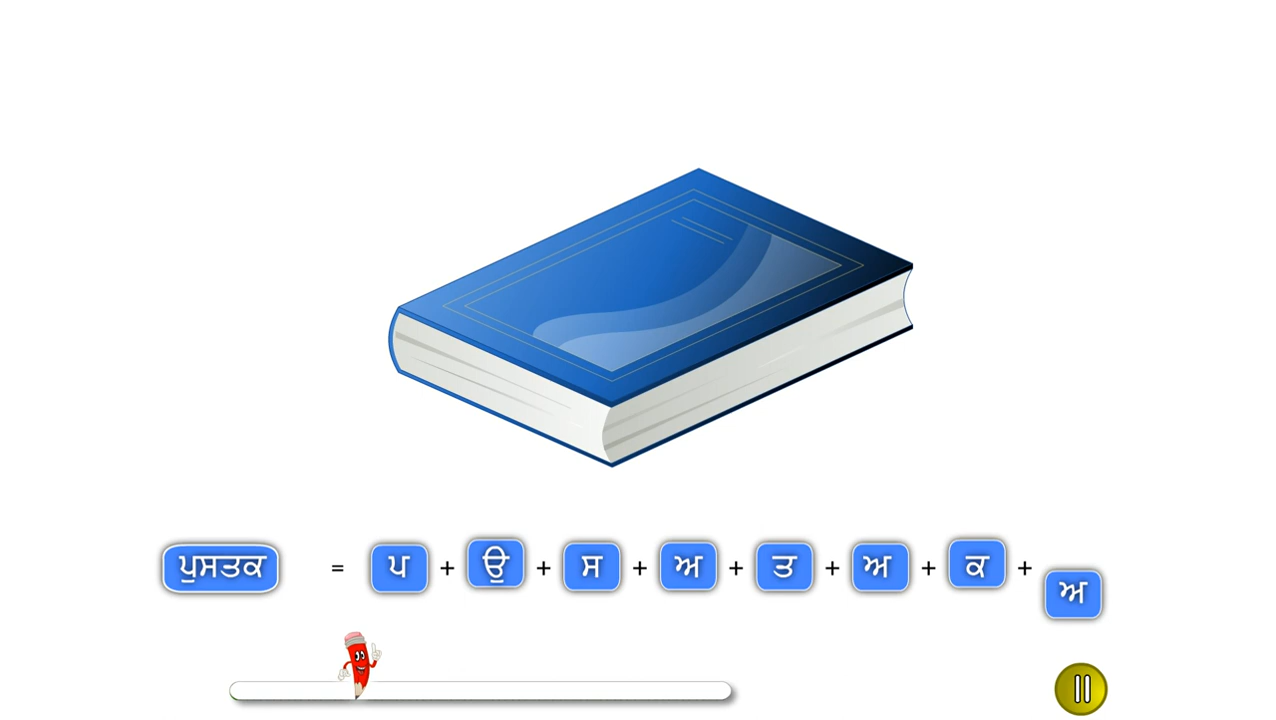 ਪੁਸਤਕ = ਪ + ਉ + ਸ + ਅ + ਤ + ਅ + ਕ + ਅ